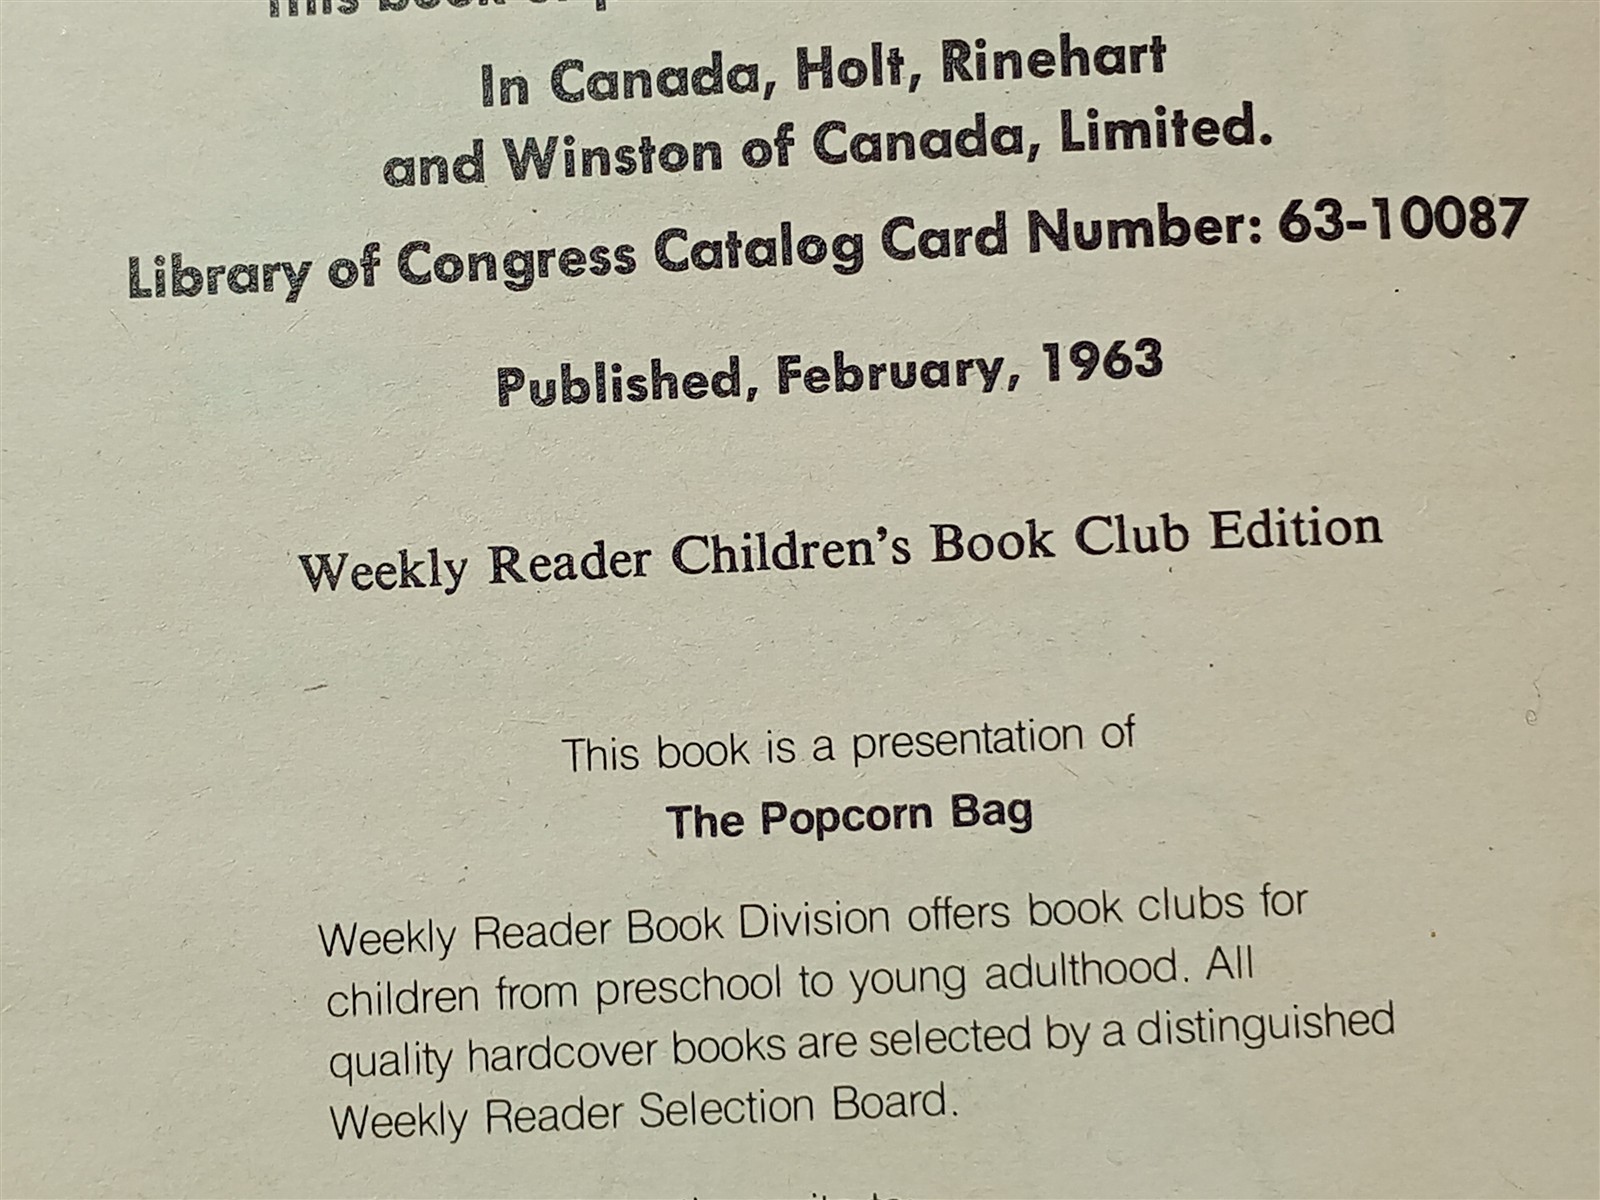 This book
In Canada, Holt, Rinehart
and Winston of Canada, Limited.
Library of Congress Catalog Card Number: 63-10087
Published, February, 1963
Weekly Reader Children's Book Club Edition
This book is a presentation of
The Popcorn Bag
Weekly Reader Book Division offers book clubs for
children from preschool to young adulthood. All
quality hardcover books are selected by a distinguished
Weekly Reader Selection Board.